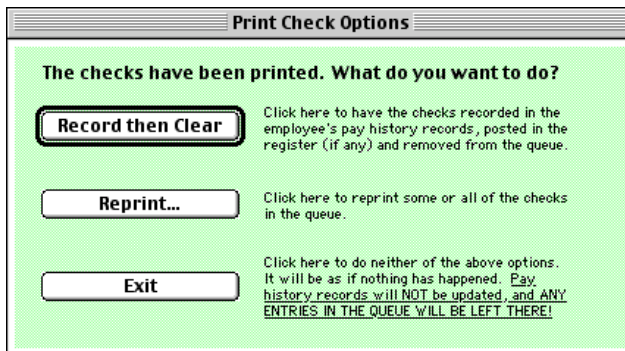 Print Check Options
The checks have been printed. What do you want to do?
Record then Clear
Click here to have the checks recorded in the
employee's pay history records, posted in the
register (if any) and removed from the queue.
Reprint...
Click here to reprint some or all of the checks
in the queue.
Exit
Click here to do neither of the above options.
It will be as if nothing has happened. Pay
history records will NOT be updated, and ANY
ENTRIES IN THE QUEUE WILL BE LEFT THERE!